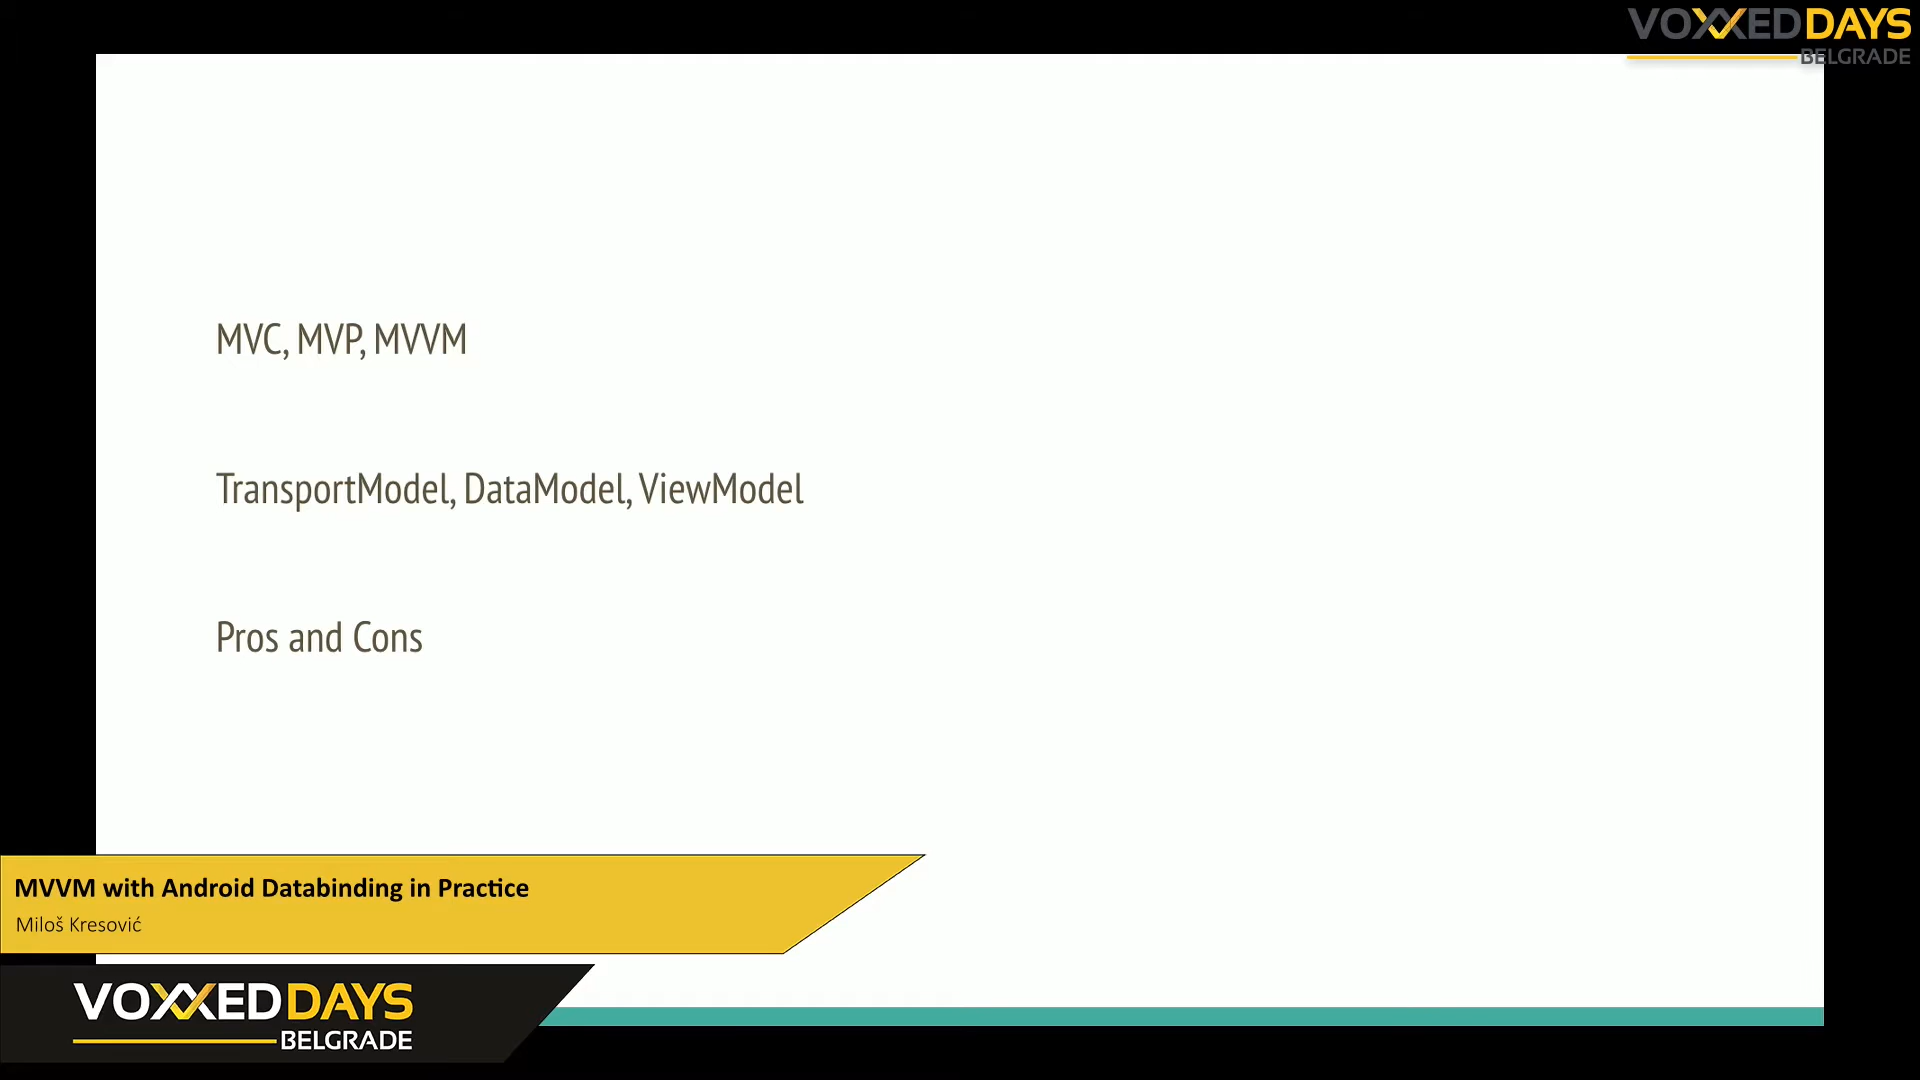 VOXXEDDAYS
BELGRADE
MVC, MVP, MVVM
TransportModel, DataModel, ViewModel
Pros and Cons
MVVM with Android Databinding in Practice
Miloš Kresović
VOXXEDDAYS
BELGRADE